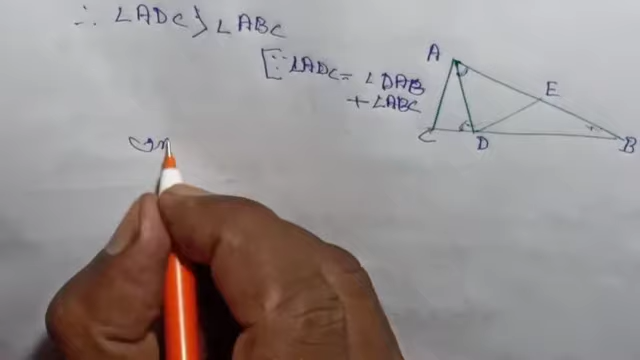 ∴ ∠ADC > ∠ABC
[∵ ∠ADC = ∠DAB
+ ∠ABC
A
E
C
D
B